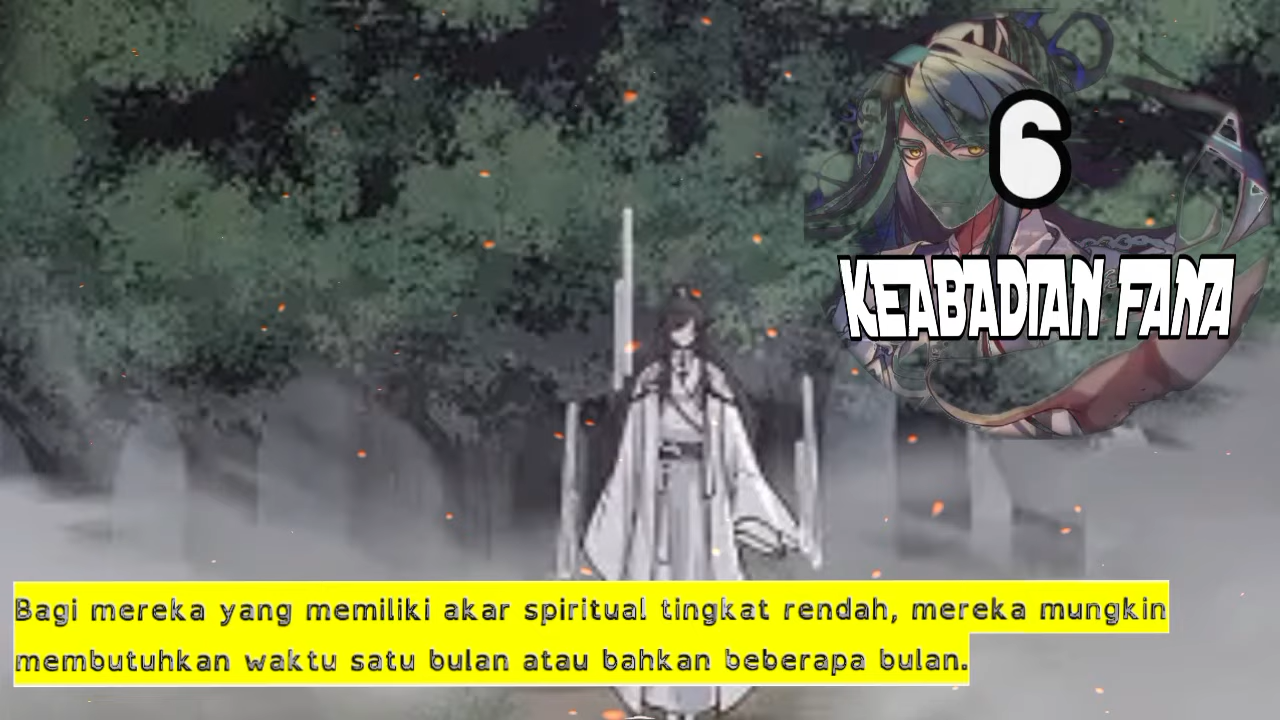 6
KEABADIAN FANA
Bagi mereka yang memiliki akar spiritual tingkat rendah, mereka mungkin
membutuhkan waktu satu bulan atau bahkan beberapa bulan.